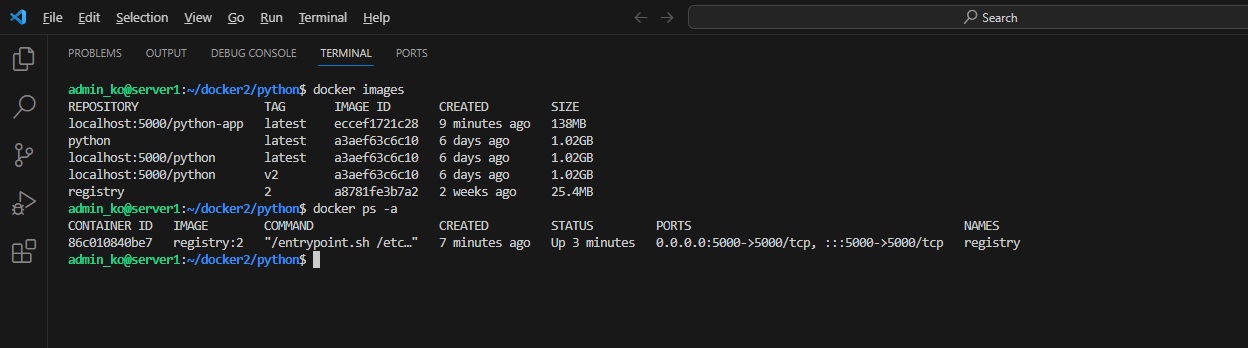 File Edit Selection View Go Run Terminal Help
Search
PROBLEMS OUTPUT DEBUG CONSOLE TERMINAL PORTS
admin_ko@server1:~/docker2/python$ docker images
REPOSITORY TAG IMAGE ID CREATED SIZE
localhost:5000/python-app latest eccef1721c28 9 minutes ago 138MB
python latest a3aef63c6c10 6 days ago 1.02GB
localhost:5000/python latest a3aef63c6c10 6 days ago 1.02GB
localhost:5000/python v2 a3aef63c6c10 6 days ago 1.02GB
registry 2 a8781fe3b7a2 2 weeks ago 25.4MB
admin_ko@server1:~/docker2/python$ docker ps -a
CONTAINER ID IMAGE COMMAND CREATED STATUS PORTS NAMES
86c010840be7 registry:2 "/entrypoint.sh /etc…" 7 minutes ago Up 3 minutes 0.0.0.0:5000->5000/tcp, :::5000->5000/tcp registry
admin_ko@server1:~/docker2/python$